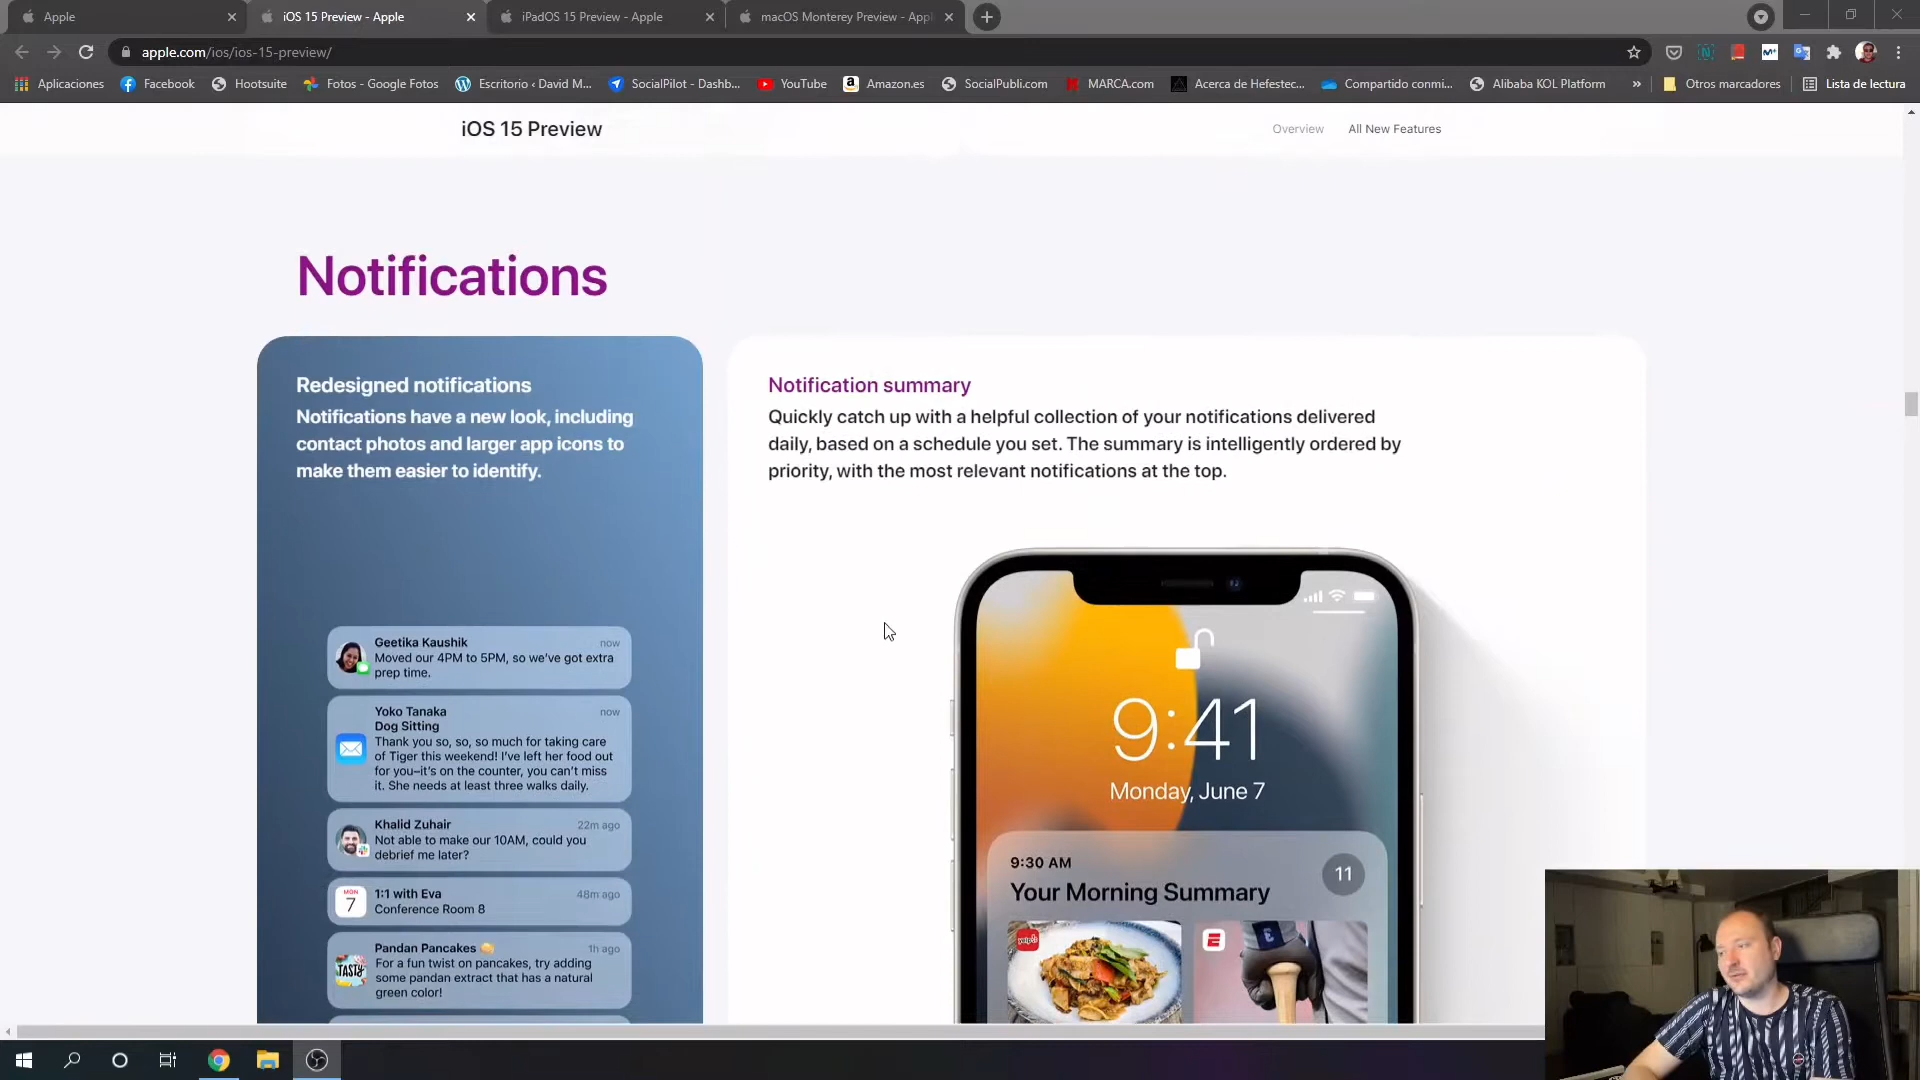 Apple
iOS 15 Preview - Apple
iPadOS 15 Preview - Apple
macOS Monterey Preview - Appl
apple.com/ios/ios-15-preview/
Aplicaciones
Facebook
Hootsuite
Fotos - Google Fotos
Escritorio ‹ David M...
SocialPilot - Dashb...
YouTube
Amazon.es
SocialPubli.com
MARCA.com
Acerca de Hefestec...
Compartido conmi...
Alibaba KOL Platform
»
Otros marcadores
Lista de lectura
iOS 15 Preview
Overview
All New Features
Notifications
Redesigned notifications
Notifications have a new look, including
contact photos and larger app icons to
make them easier to identify.
Geetika Kaushik
now
Moved our 4PM to 5PM, so we've got extra
prep time.
Yoko Tanaka
now
Dog Sitting
Thank you so, so, so much for taking care
of Tiger this weekend! I've left her food out
for you—it's on the counter, you can't miss
it. She needs at least three walks daily.
Khalid Zuhair
22m ago
Not able to make our 10AM, could you
debrief me later?
MON
7
1:1 with Eva
48m ago
Conference Room 8
TASTY
Pandan Pancakes
1h ago
For a fun twist on pancakes, try adding
some pandan extract that has a natural
green color!
Notification summary
Quickly catch up with a helpful collection of your notifications delivered
daily, based on a schedule you set. The summary is intelligently ordered by
priority, with the most relevant notifications at the top.
9:41
Monday, June 7
9:30 AM
Your Morning Summary
11
yelp
E